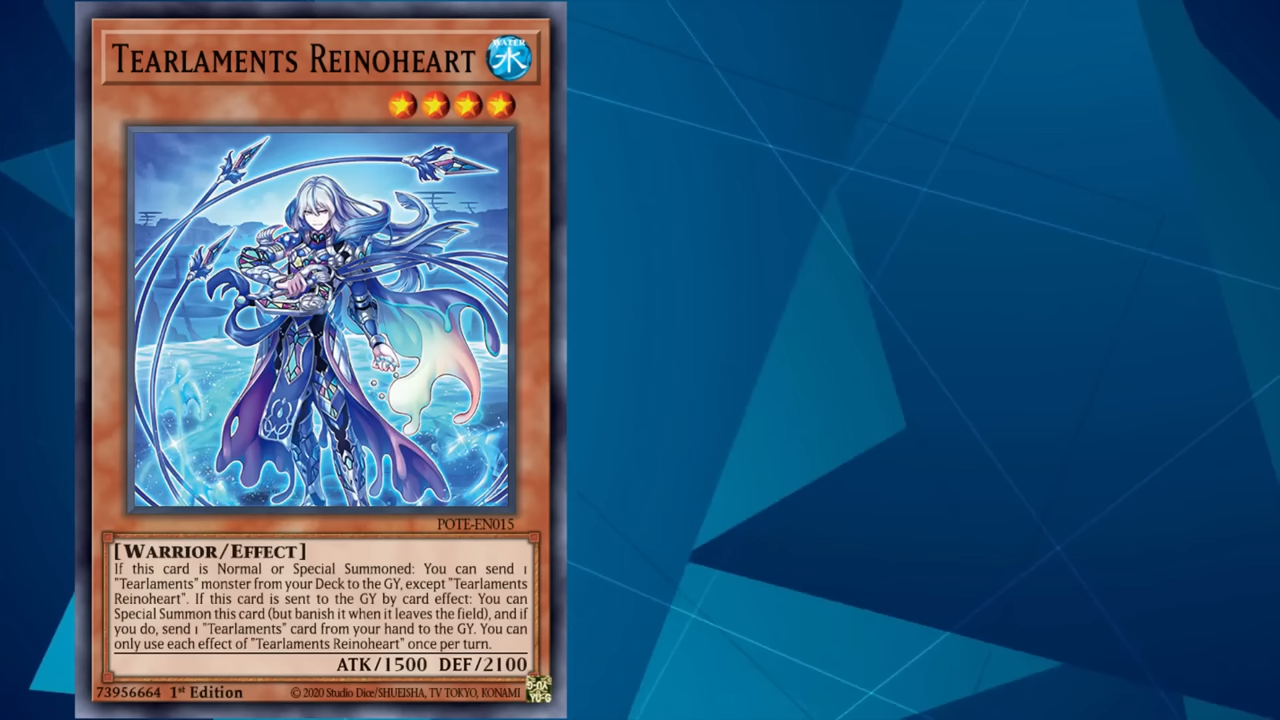 Tearlaments Reinoheart
WATER
水
POTE-EN015
[Warrior/Effect]
If this card is Normal or Special Summoned: You can send 1
"Tearlaments" monster from your Deck to the GY, except "Tearlaments
Reinoheart". If this card is sent to the GY by card effect: You can
Special Summon this card (but banish it when it leaves the field), and if
you do, send 1 "Tearlaments" card from your hand to the GY. You can
only use each effect of "Tearlaments Reinoheart" once per turn.
ATK/1500 DEF/2100
73956664 1st Edition ©2020 Studio Dice/SHUEISHA, TV TOKYO, KONAMI